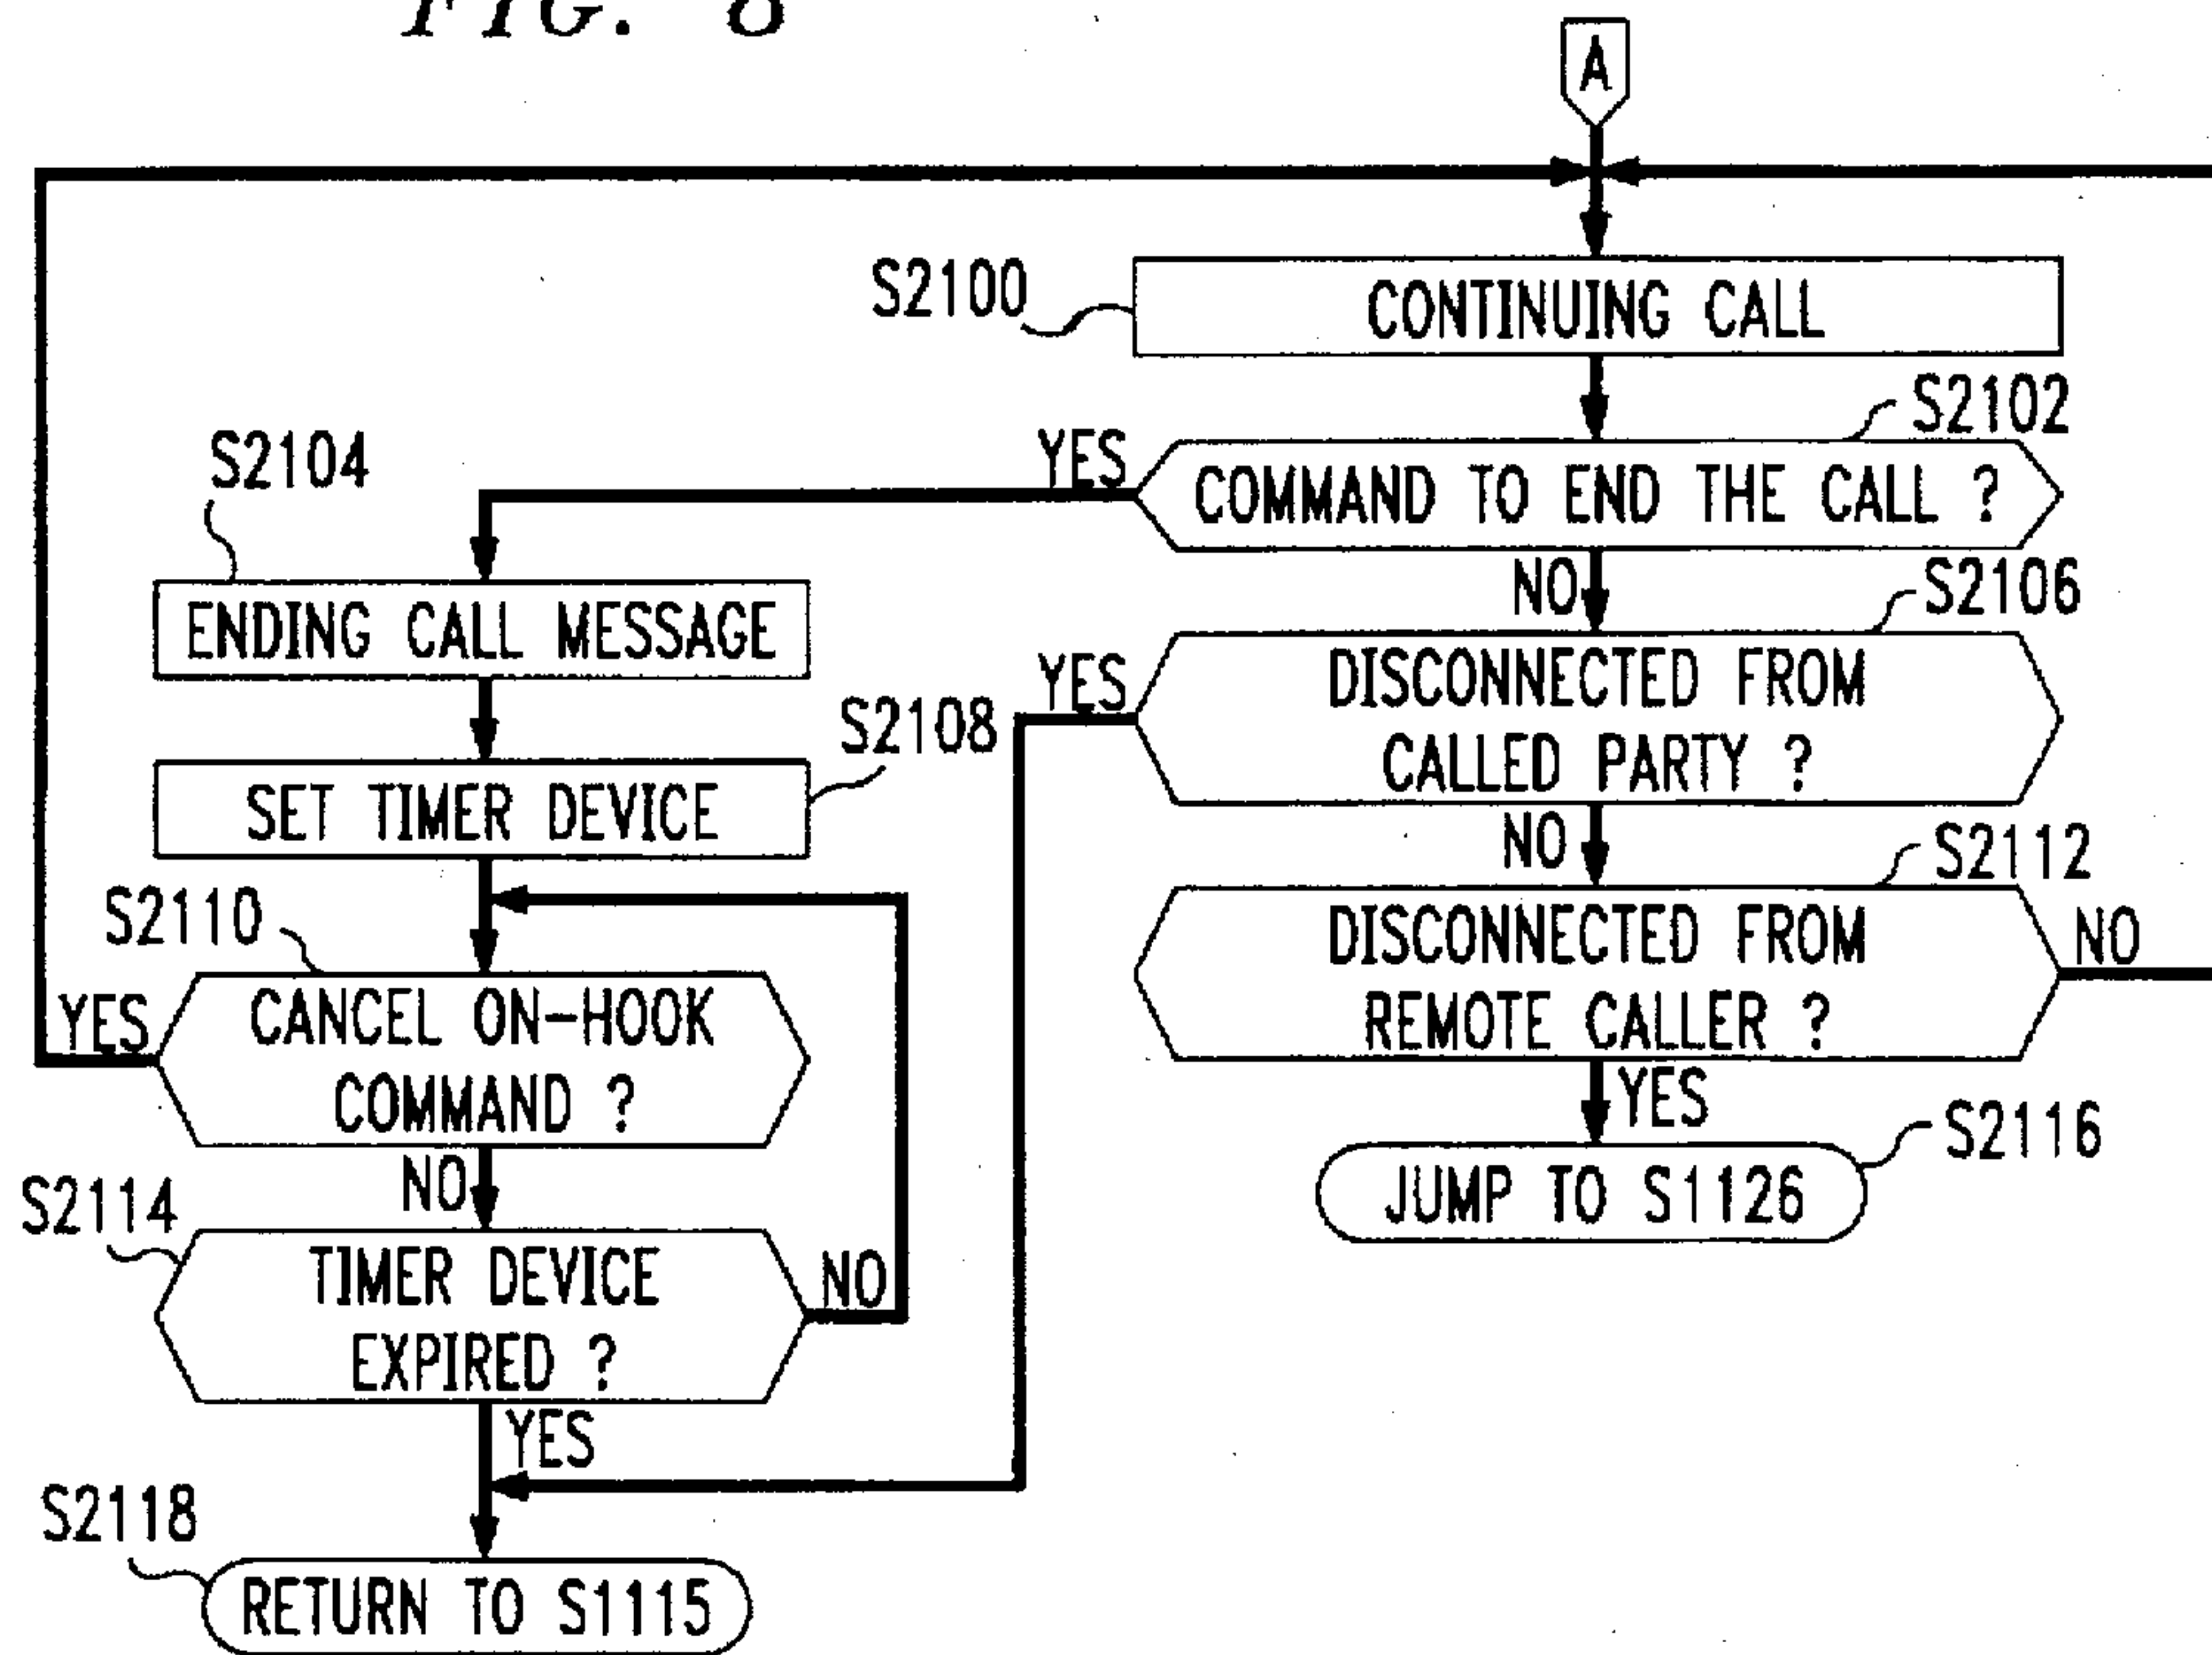 FIG. 8
A
S2100
CONTINUING CALL
S2102
YES
COMMAND TO END THE CALL ?
S2104
NO
S2106
ENDING CALL MESSAGE
YES
DISCONNECTED FROM
CALLED PARTY ?
S2108
SET TIMER DEVICE
NO
S2112
S2110
DISCONNECTED FROM
REMOTE CALLER ?
NO
YES
CANCEL ON-HOOK
COMMAND ?
YES
S2116
NO
JUMP TO S1126
S2114
TIMER DEVICE
EXPIRED ?
NO
YES
S2118
RETURN TO S1115